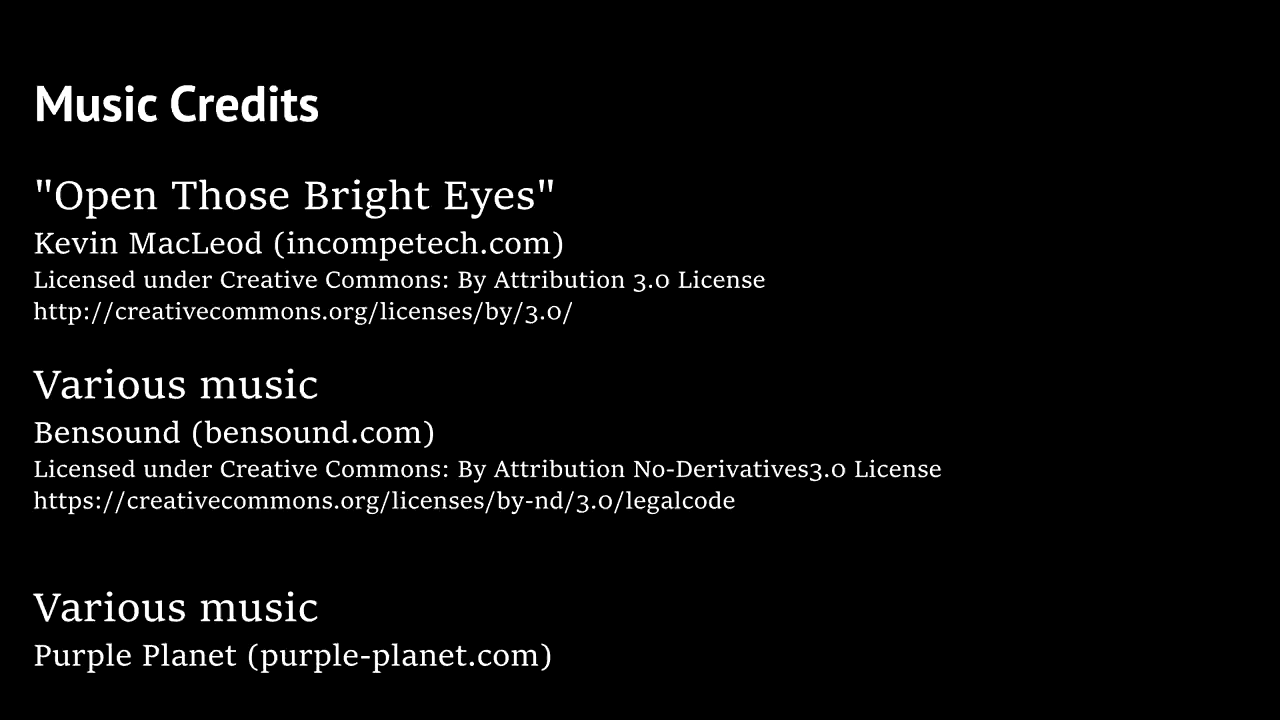 Music Credits
"Open Those Bright Eyes"
Kevin MacLeod (incompetech.com)
Licensed under Creative Commons: By Attribution 3.0 License
http://creativecommons.org/licenses/by/3.0/
Various music
Bensound (bensound.com)
Licensed under Creative Commons: By Attribution No-Derivatives3.0 License
https://creativecommons.org/licenses/by-nd/3.0/legalcode
Various music
Purple Planet (purple-planet.com)